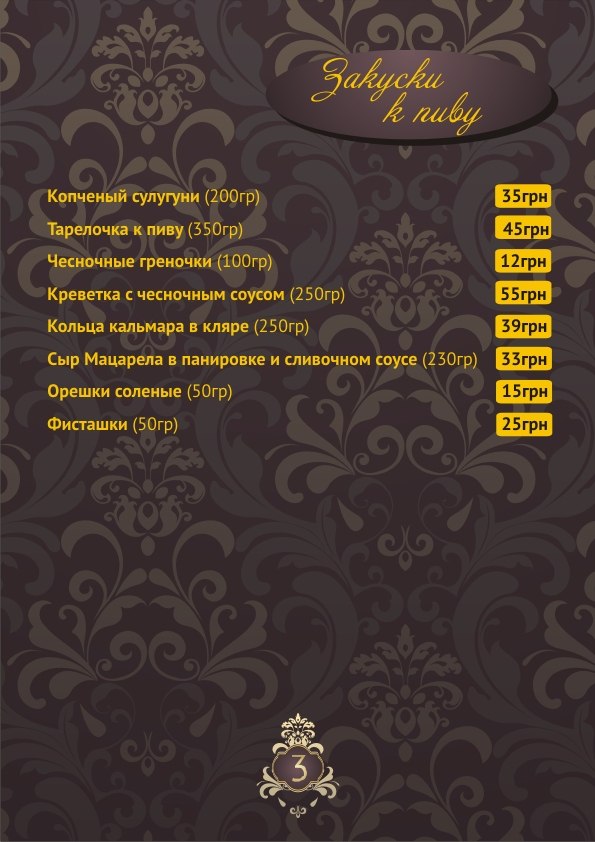 Закуски
к пиву
Копченый сулугуни (200гр) 35грн
Тарелочка к пиву (350гр) 45грн
Чесночные греночки (100гр) 12грн
Креветка с чесночным соусом (250гр) 55грн
Кольца кальмара в кляре (250гр) 39грн
Сыр Мацарела в панировке и сливочном соусе (230гр) 33грн
Орешки соленые (50гр) 15грн
Фисташки (50гр) 25грн
3